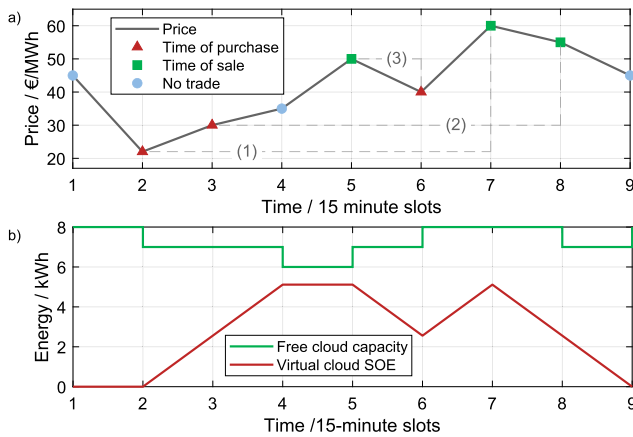 a)
Price / €/MWh
60
50
40
30
20
Price
Time of purchase
Time of sale
No trade
(3)
(2)
(1)
1 2 3 4 5 6 7 8 9
Time / 15 minute slots
b)
Energy / kWh
8
6
4
2
0
Free cloud capacity
Virtual cloud SOE
1 2 3 4 5 6 7 8 9
Time /15-minute slots